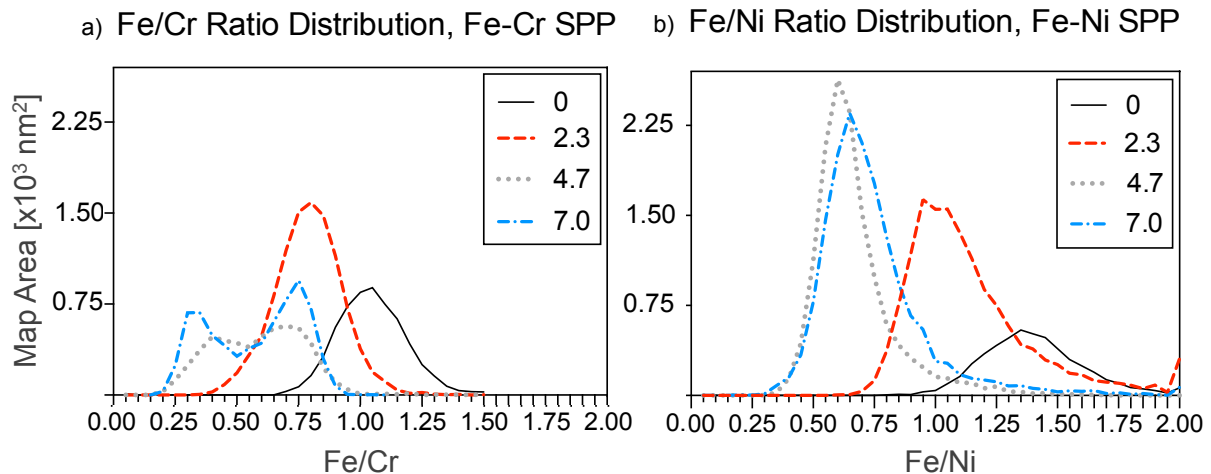 a) Fe/Cr Ratio Distribution, Fe-Cr SPP
Map Area [x10³ nm²]
2.25
1.50
0.75
0
2.3
4.7
7.0
0.00 0.25 0.50 0.75 1.00 1.25 1.50 1.75 2.00
Fe/Cr
b) Fe/Ni Ratio Distribution, Fe-Ni SPP
2.25
1.50
0.75
0
2.3
4.7
7.0
0.00 0.25 0.50 0.75 1.00 1.25 1.50 1.75 2.00
Fe/Ni